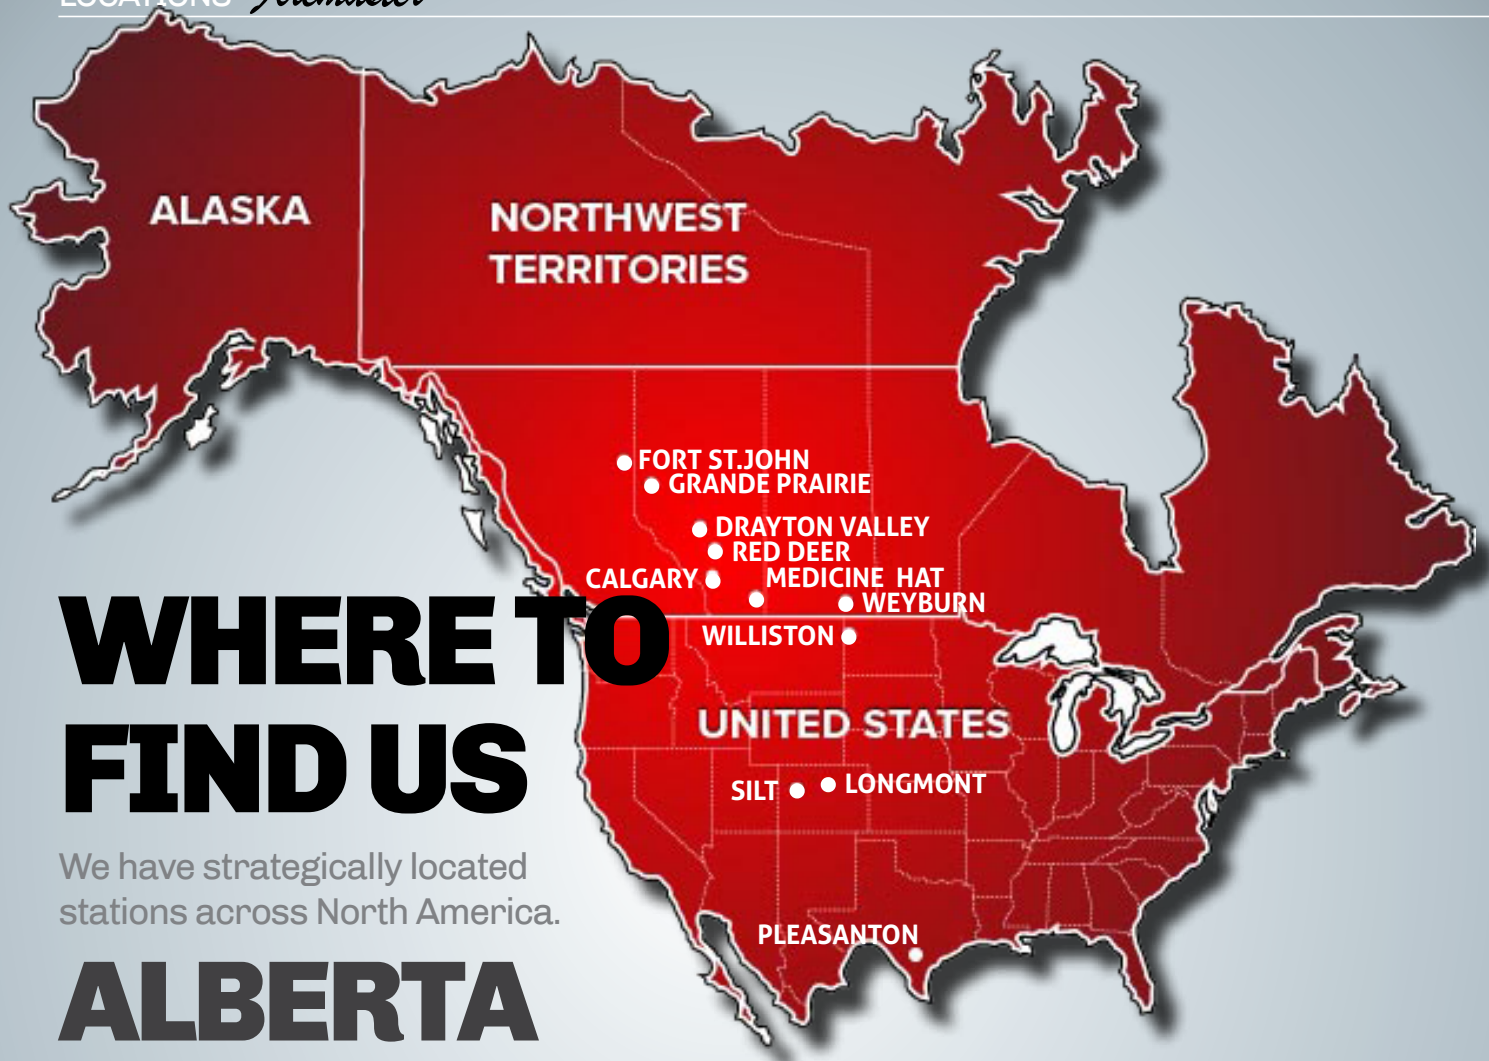 LOCATIONS
ALASKA
NORTHWEST
TERRITORIES
FORT ST.JOHN
GRANDE PRAIRIE
DRAYTON VALLEY
RED DEER
CALGARY
MEDICINE HAT
WEYBURN
WILLISTON
UNITED STATES
SILT
LONGMONT
PLEASANTON
WHERE TO
FIND US
We have strategically located
stations across North America.
ALBERTA